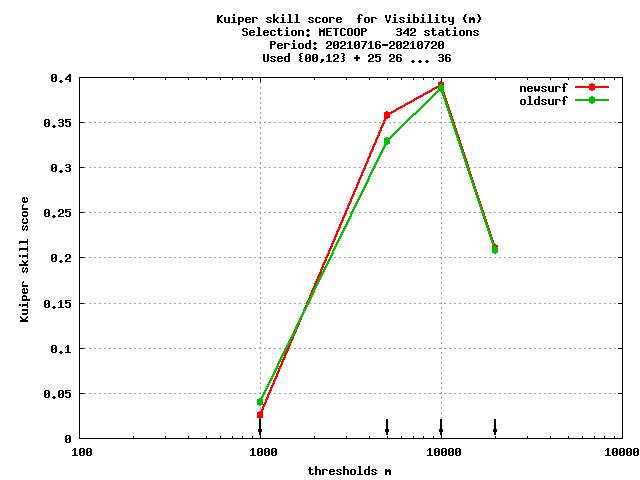 Kuiper skill score  for Visibility (m)
Selection: METCOOP    342 stations
Period: 20210716-20210720
Used {00,12} + 25 26 ... 36
newsurf
oldsurf
0.4
0.35
0.3
0.25
0.2
0.15
0.1
0.05
0
Kuiper skill score
100
1000
10000
10000
thresholds m